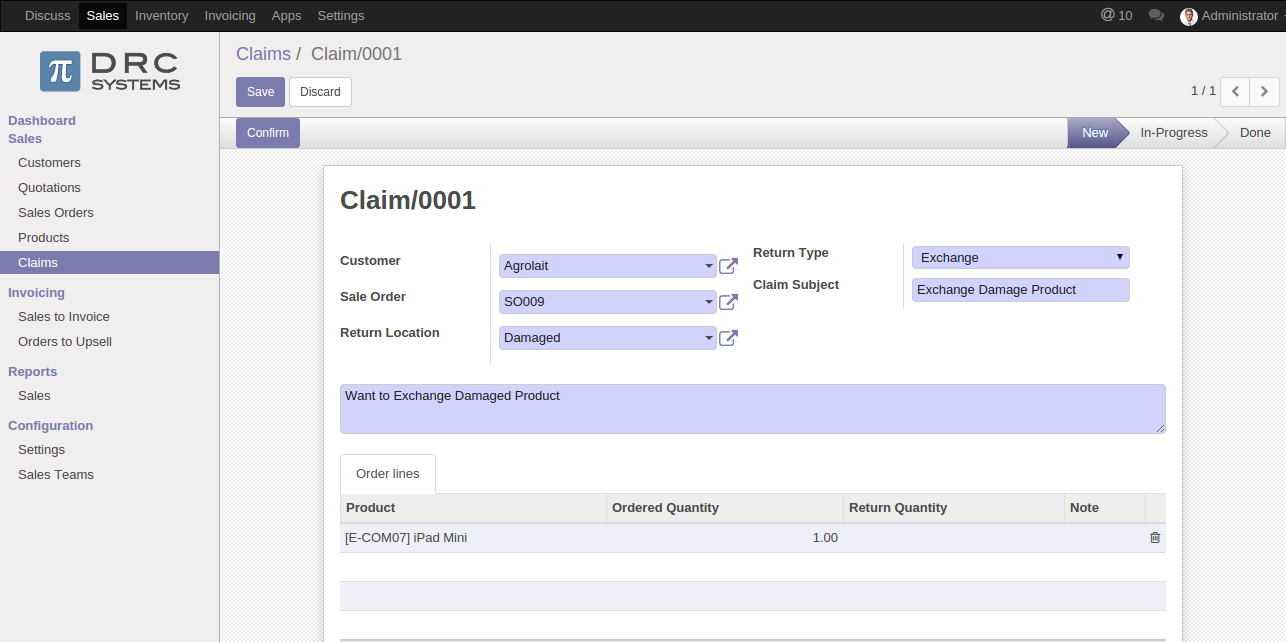 Discuss Sales Inventory Invoicing Apps Settings @ 10 Administrator
π DRC SYSTEMS
Dashboard
Sales
Customers
Quotations
Sales Orders
Products
Claims
Invoicing
Sales to Invoice
Orders to Upsell
Reports
Sales
Configuration
Settings
Sales Teams
Claims / Claim/0001
Save Discard 1 / 1
Confirm New In-Progress Done
Claim/0001
Customer Agrolait
Sale Order SO009
Return Location Damaged
Return Type Exchange
Claim Subject Exchange Damage Product
Want to Exchange Damaged Product
Order lines
Product Ordered Quantity Return Quantity Note
[E-COM07] iPad Mini 1.00